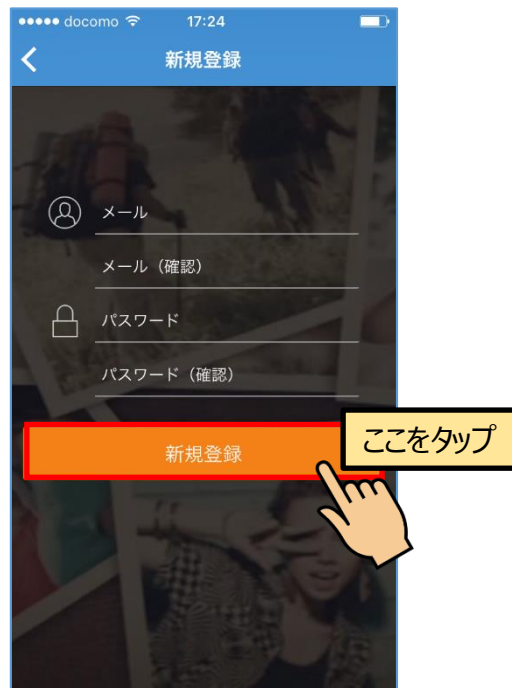 docomo 17:24
新規登録
メール
メール（確認）
パスワード
パスワード（確認）
新規登録
ここをタップ